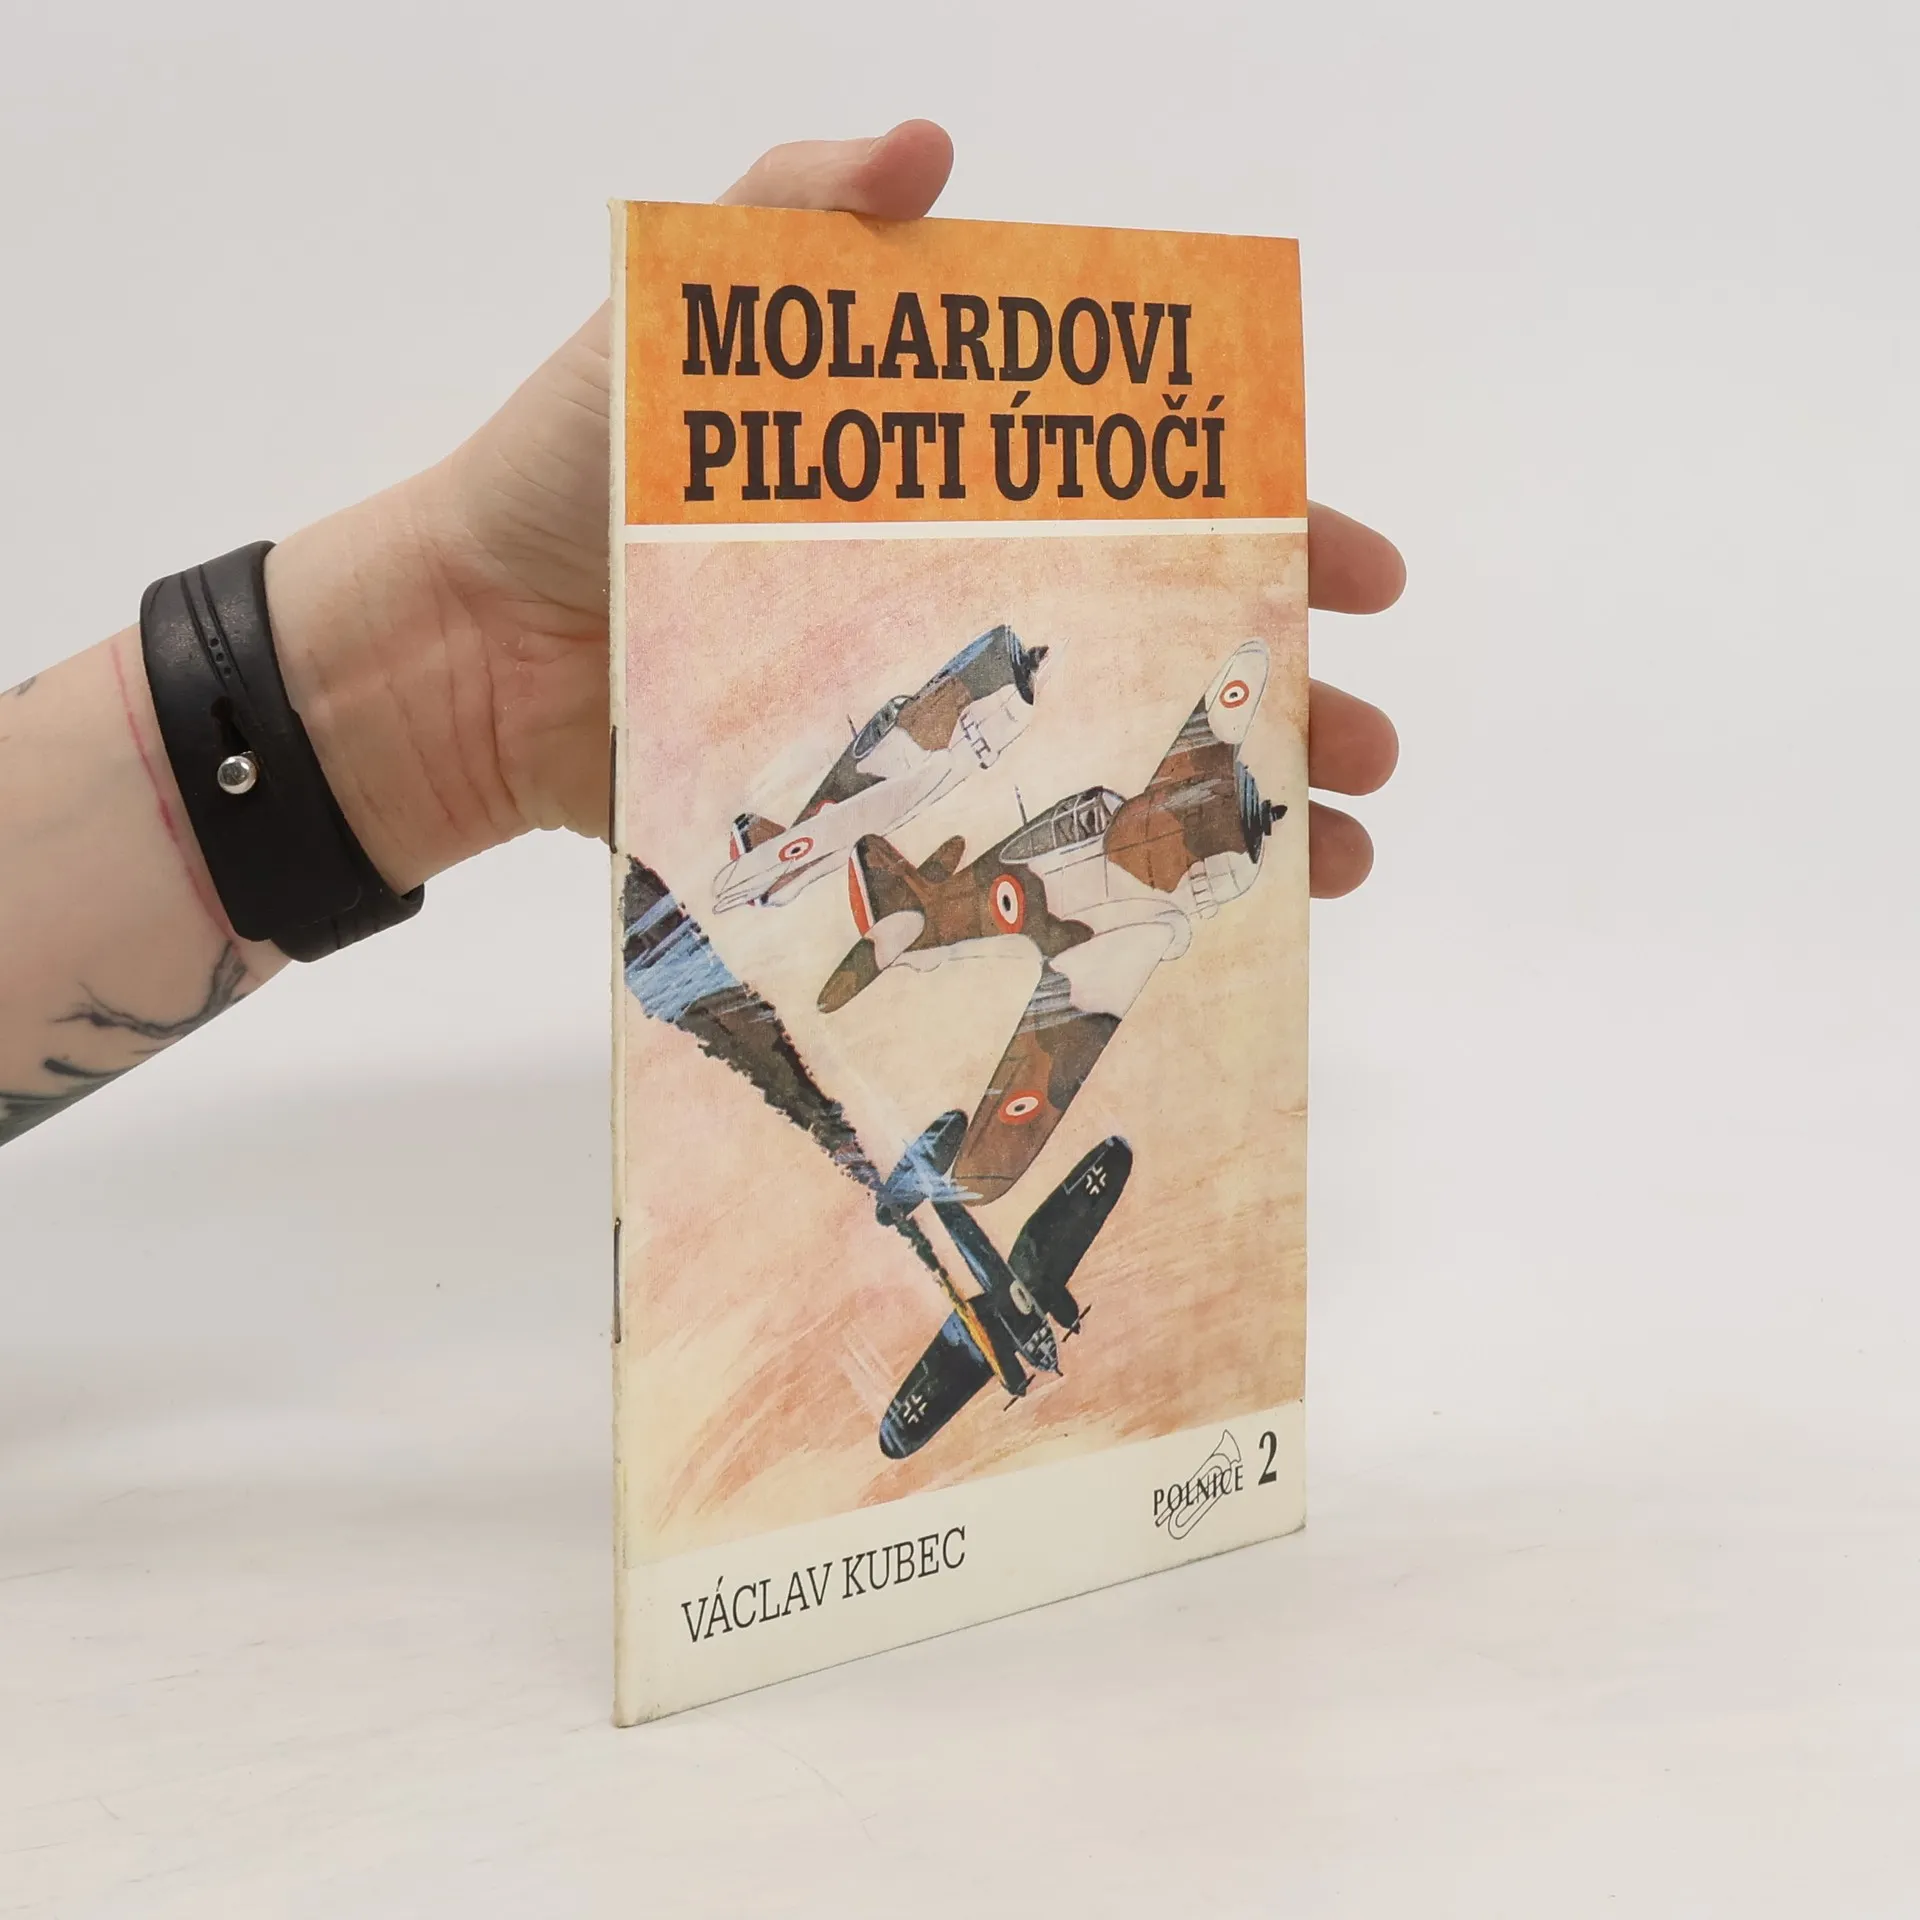 MOLARDOVI
PILOTI ÚTOČÍ
POLNICE 2
VÁCLAV KUBEC